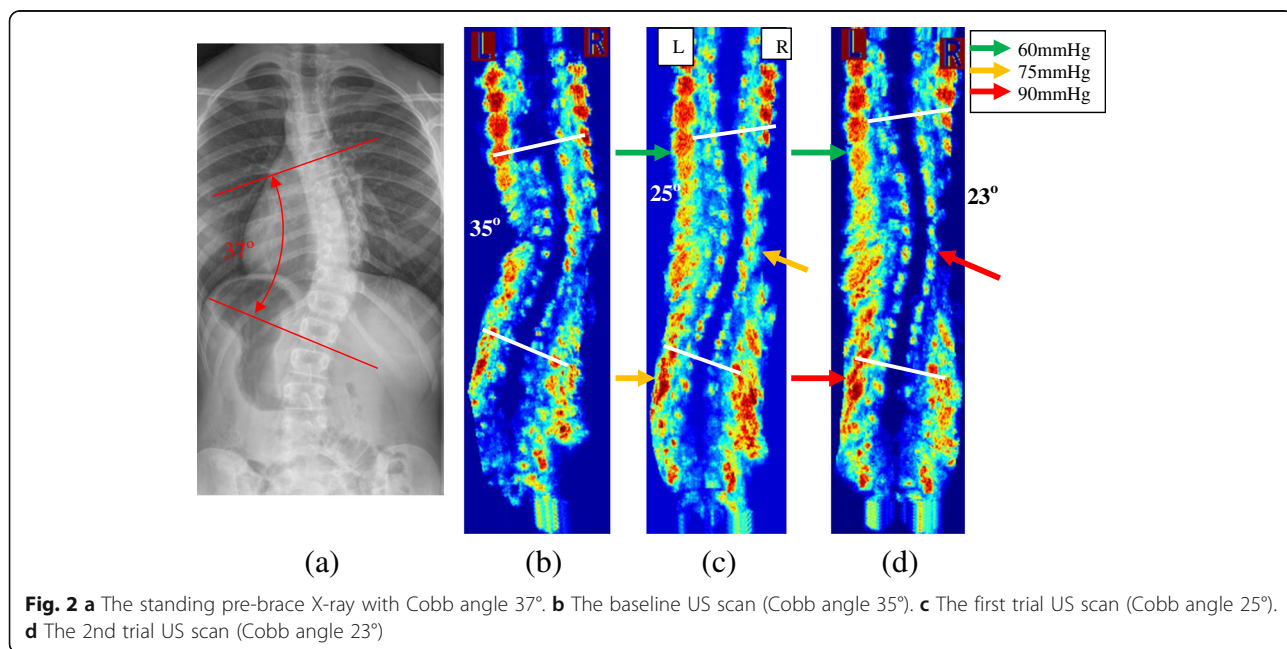 L
R
L
R
L
R
60mmHg
75mmHg
90mmHg
37°
35°
25°
23°
(a)
(b)
(c)
(d)
Fig. 2 a The standing pre-brace X-ray with Cobb angle 37°. b The baseline US scan (Cobb angle 35°). c The first trial US scan (Cobb angle 25°).
d The 2nd trial US scan (Cobb angle 23°)